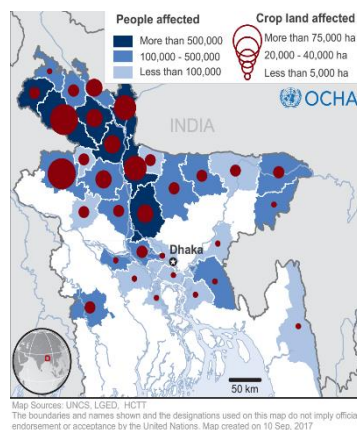 People affected
More than 500,000
100,000 - 500,000
Less than 100,000
Crop land affected
More than 75,000 ha
20,000 - 40,000 ha
Less than 5,000 ha
OCHA
INDIA
Dhaka
50 km
Map Sources: UNCS, LGED, HCTT
The boundaries and names shown and the designations used on this map do not imply official
endorsement or acceptance by the United Nations. Map created on 10 Sep, 2017